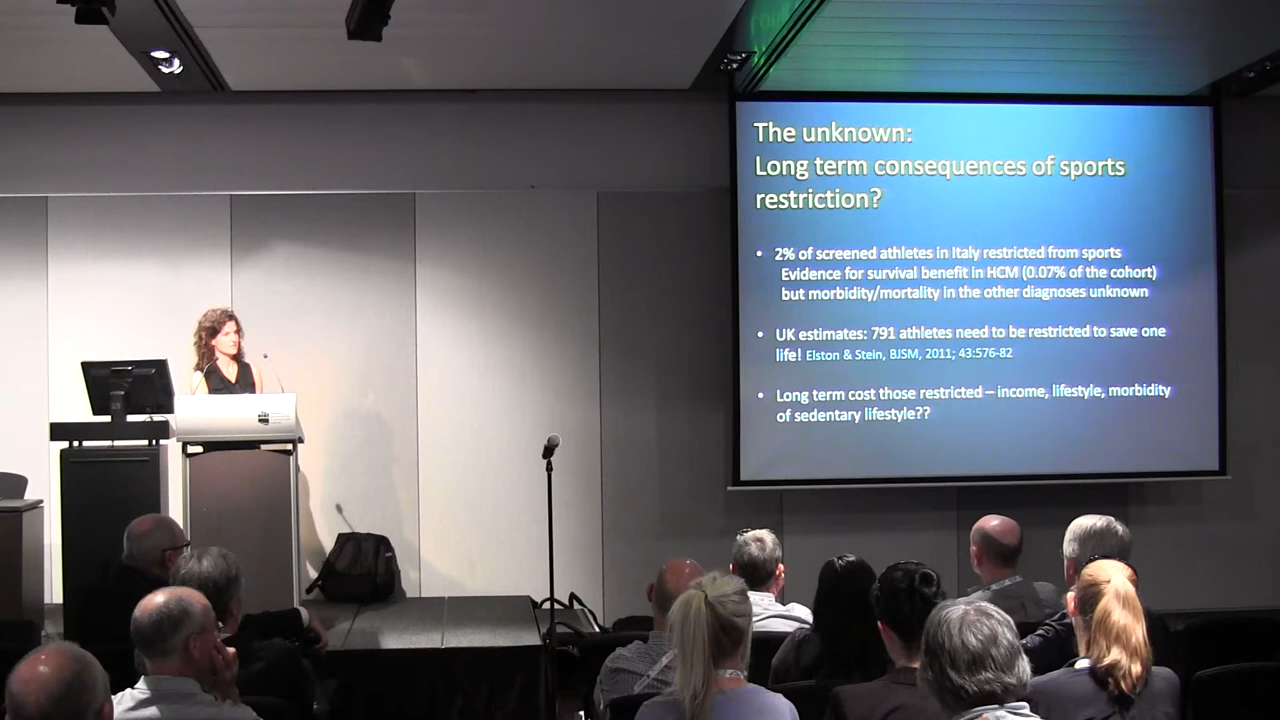 The unknown:
Long term consequences of sports
restriction?
• 2% of screened athletes in Italy restricted from sports
Evidence for survival benefit in HCM (0.07% of the cohort)
but morbidity/mortality in the other diagnoses unknown
• UK estimates: 791 athletes need to be restricted to save one
life! Elston & Stein, BJSM, 2011; 43:576-82
• Long term cost those restricted – income, lifestyle, morbidity
of sedentary lifestyle??